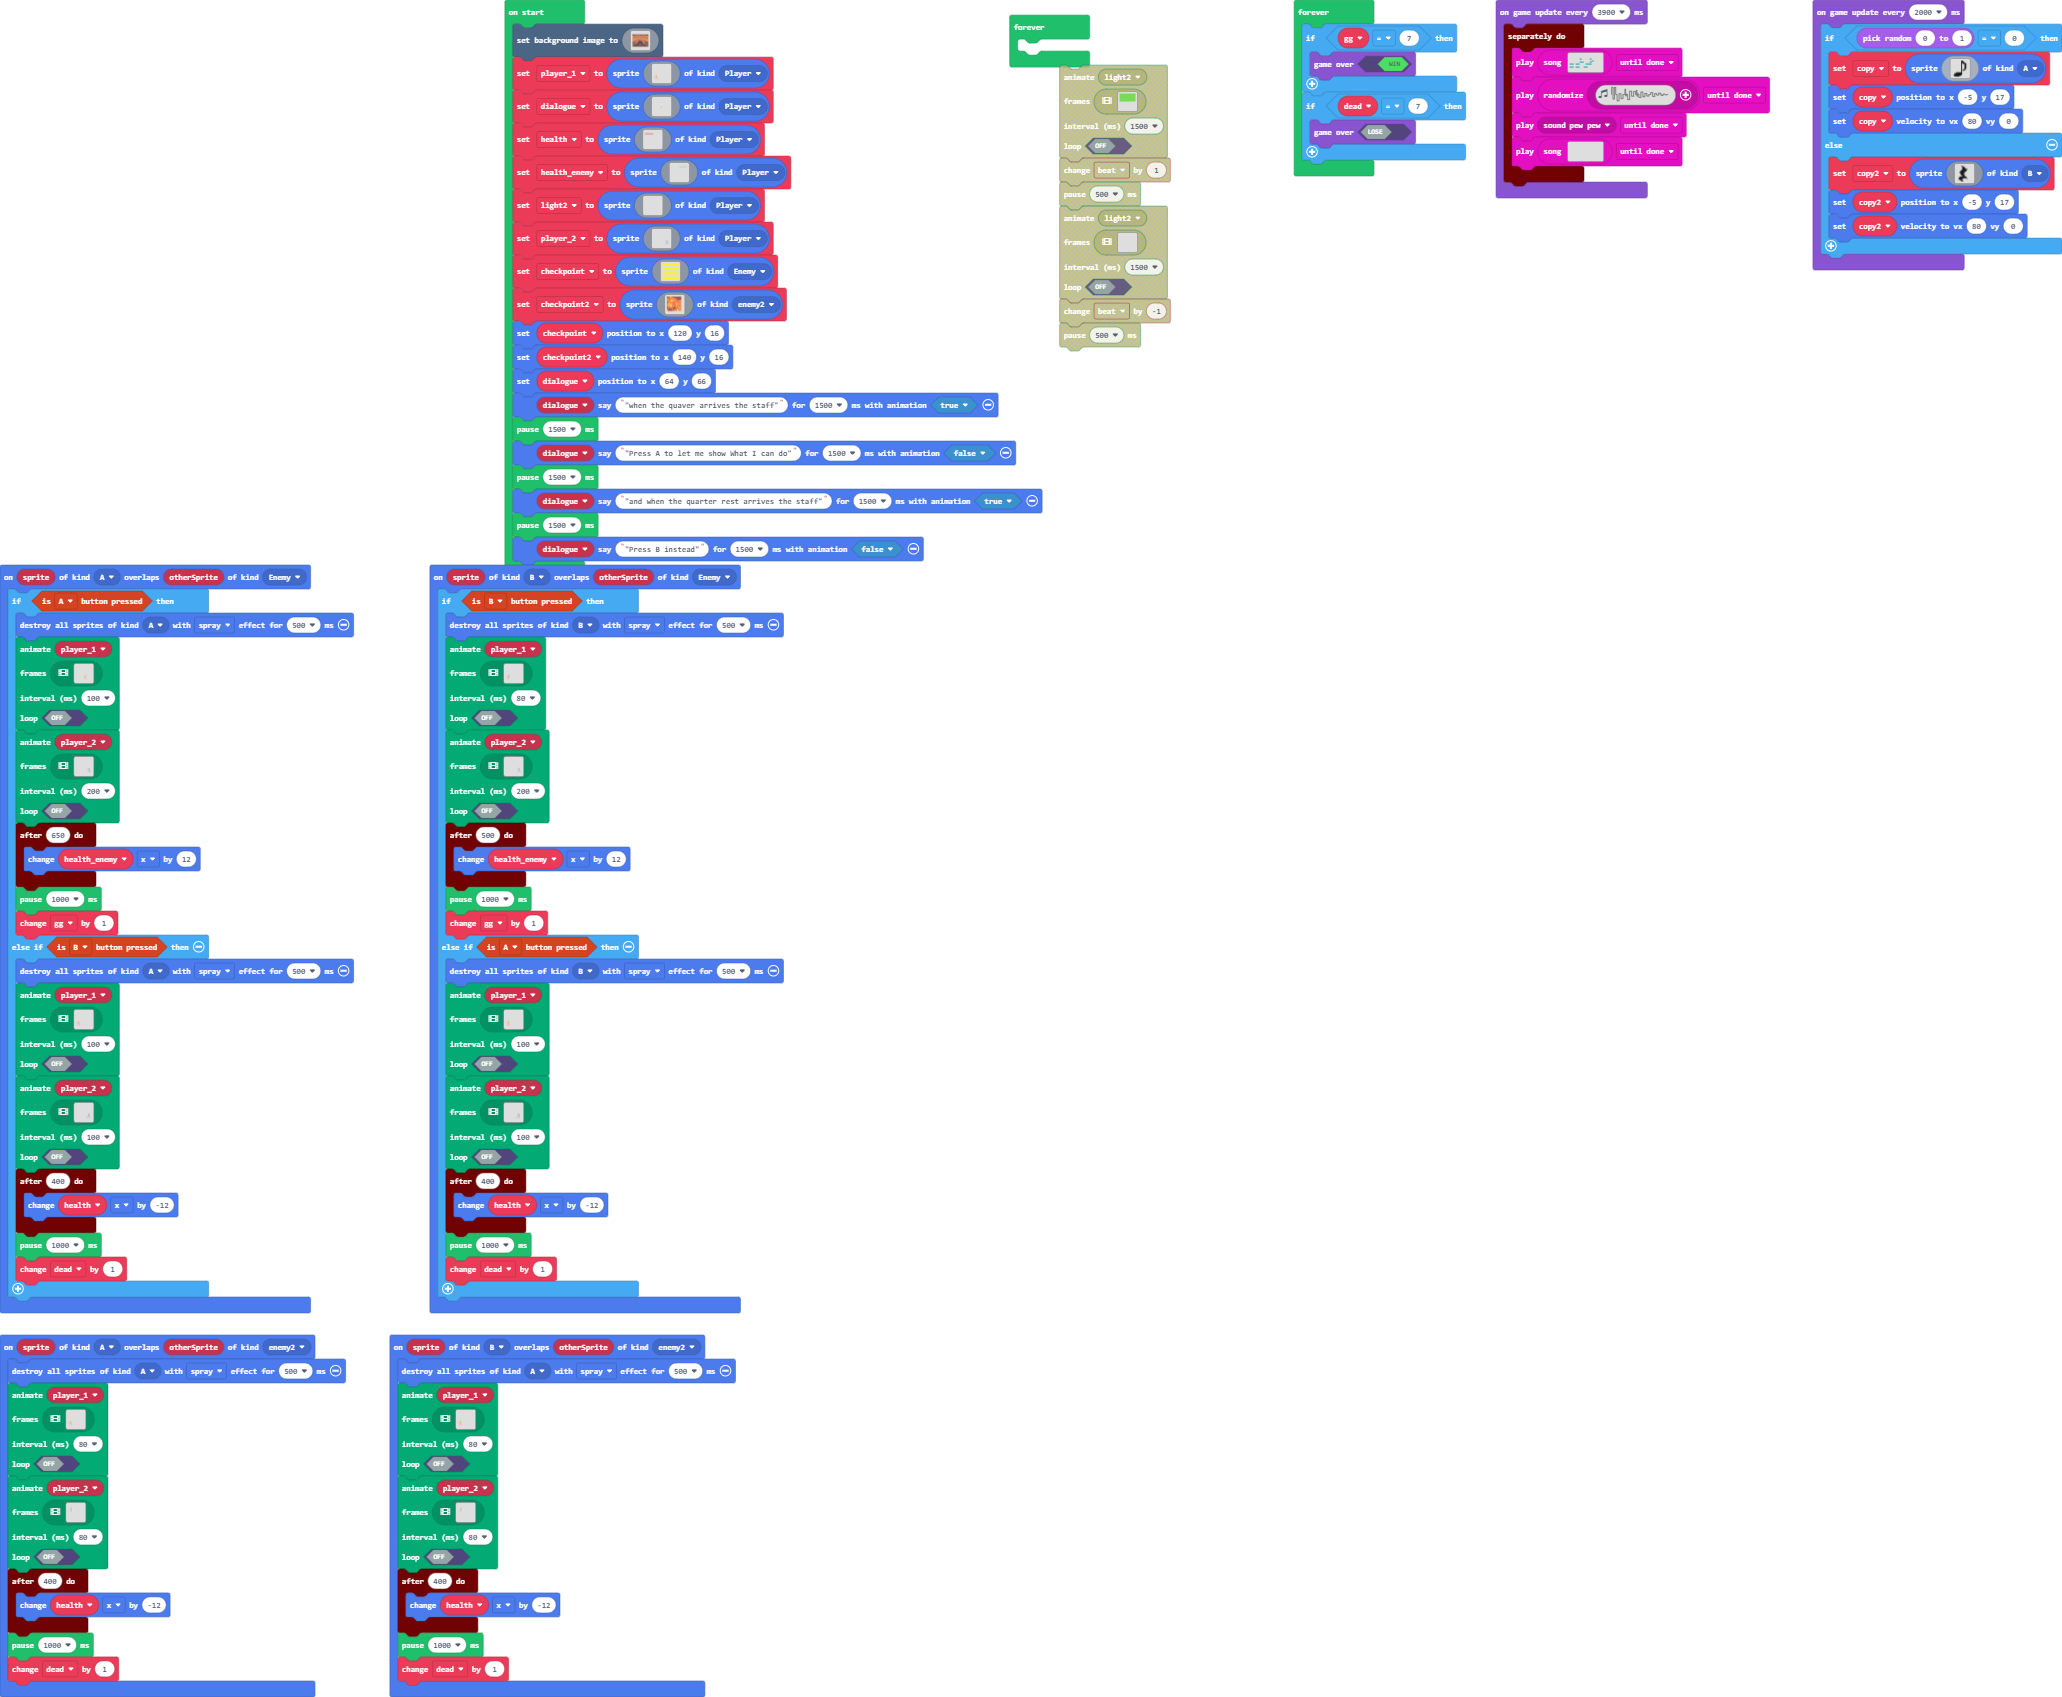 on start
set background image to
set player_1 to sprite of kind Player
set dialogue to sprite of kind Player
set health to sprite of kind Player
set health_enemy to sprite of kind Player
set light2 to sprite of kind Player
set player_2 to sprite of kind Player
set checkpoint to sprite of kind Enemy
set checkpoint2 to sprite of kind enemy2
set checkpoint position to x 120 y 16
set checkpoint2 position to x 140 y 16
set dialogue position to x 64 y 66
dialogue say ""when the quaver arrives the staff"" for 1500 ms with animation true
pause 1500 ms
dialogue say ""Press A to let me show What I can do"" for 1500 ms with animation false
pause 1500 ms
dialogue say ""and when the quarter rest arrives the staff"" for 1500 ms with animation true
pause 1500 ms
dialogue say ""Press B instead"" for 1500 ms with animation false
forever
animate light2
frames
interval (ms) 1500
loop OFF
change beat by 1
pause 500 ms
animate light2
frames
interval (ms) 1500
loop OFF
change beat by -1
pause 500 ms
forever
if gg = 7 then
game over WIN
if dead = 7 then
game over LOSE
on game update every 3900 ms
separately do
play song until done
play randomize until done
play sound pew pew until done
play song until done
on game update every 2000 ms
if pick random 0 to 1 = 0 then
set copy to sprite of kind A
set copy position to x -5 y 17
set copy velocity to vx 80 vy 0
else
set copy2 to sprite of kind B
set copy2 position to x -5 y 17
set copy2 velocity to vx 80 vy 0
on sprite of kind A overlaps otherSprite of kind Enemy
if is A button pressed then
destroy all sprites of kind A with spray effect for 500 ms
animate player_1
frames
interval (ms) 100
loop OFF
animate player_2
frames
interval (ms) 200
loop OFF
after 650 do
change health_enemy x by 12
pause 1000 ms
change gg by 1
else if is B button pressed then
destroy all sprites of kind A with spray effect for 500 ms
animate player_1
frames
interval (ms) 100
loop OFF
animate player_2
frames
interval (ms) 100
loop OFF
after 400 do
change health x by -12
pause 1000 ms
change dead by 1
on sprite of kind B overlaps otherSprite of kind Enemy
if is B button pressed then
destroy all sprites of kind B with spray effect for 500 ms
animate player_1
frames
interval (ms) 80
loop OFF
animate player_2
frames
interval (ms) 200
loop OFF
after 500 do
change health_enemy x by 12
pause 1000 ms
change gg by 1
else if is A button pressed then
destroy all sprites of kind B with spray effect for 500 ms
animate player_1
frames
interval (ms) 100
loop OFF
animate player_2
frames
interval (ms) 100
loop OFF
after 400 do
change health x by -12
pause 1000 ms
change dead by 1
on sprite of kind A overlaps otherSprite of kind enemy2
destroy all sprites of kind A with spray effect for 500 ms
animate player_1
frames
interval (ms) 80
loop OFF
animate player_2
frames
interval (ms) 80
loop OFF
after 400 do
change health x by -12
pause 1000 ms
change dead by 1
on sprite of kind B overlaps otherSprite of kind enemy2
destroy all sprites of kind A with spray effect for 500 ms
animate player_1
frames
interval (ms) 80
loop OFF
animate player_2
frames
interval (ms) 80
loop OFF
after 400 do
change health x by -12
pause 1000 ms
change dead by 1